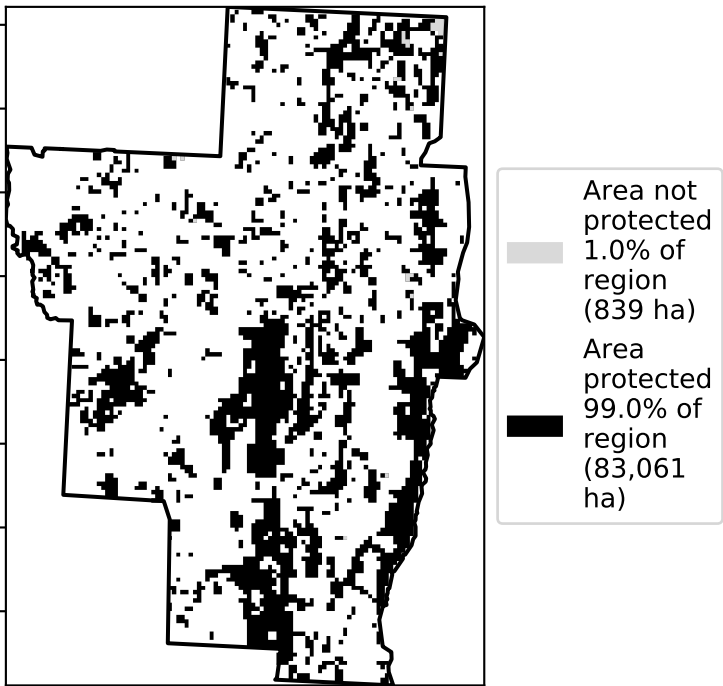 Area not
protected
1.0% of
region
(839 ha)
Area
protected
99.0% of
region
(83,061
ha)